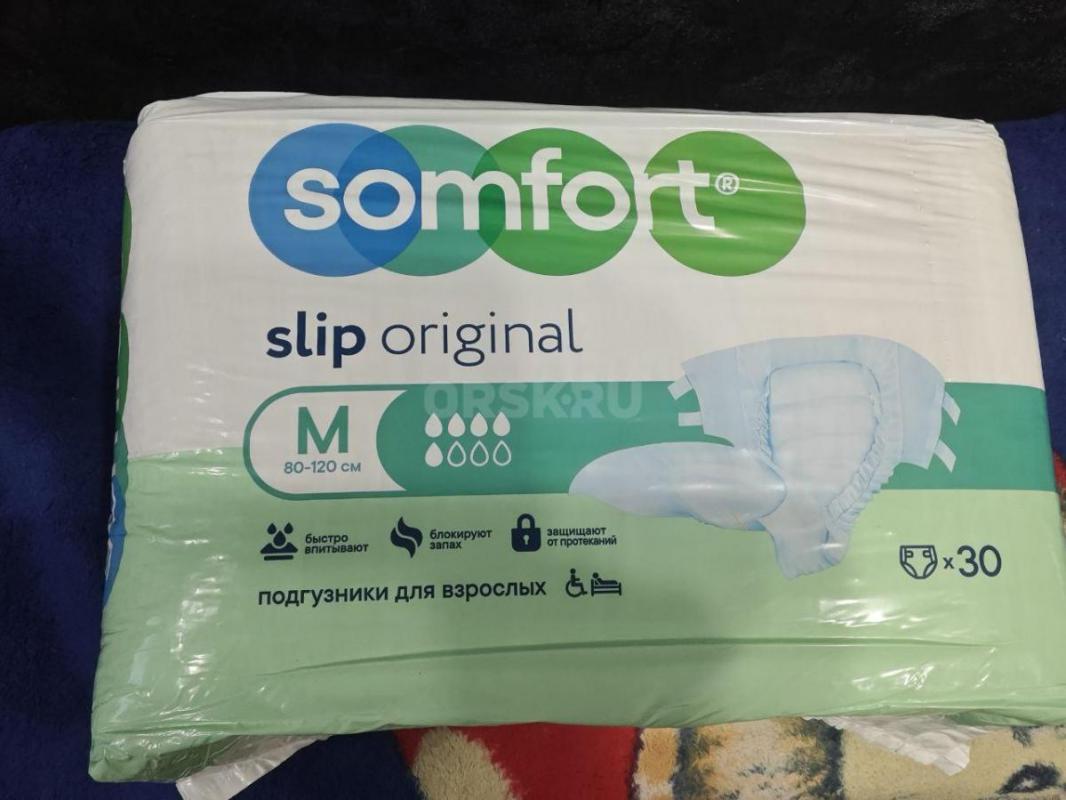 somfort®
slip original
ORSK.RU
M
80-120 см
быстро
впитывают
блокируют
запах
защищают
от протеканий
подгузники для взрослых
x30